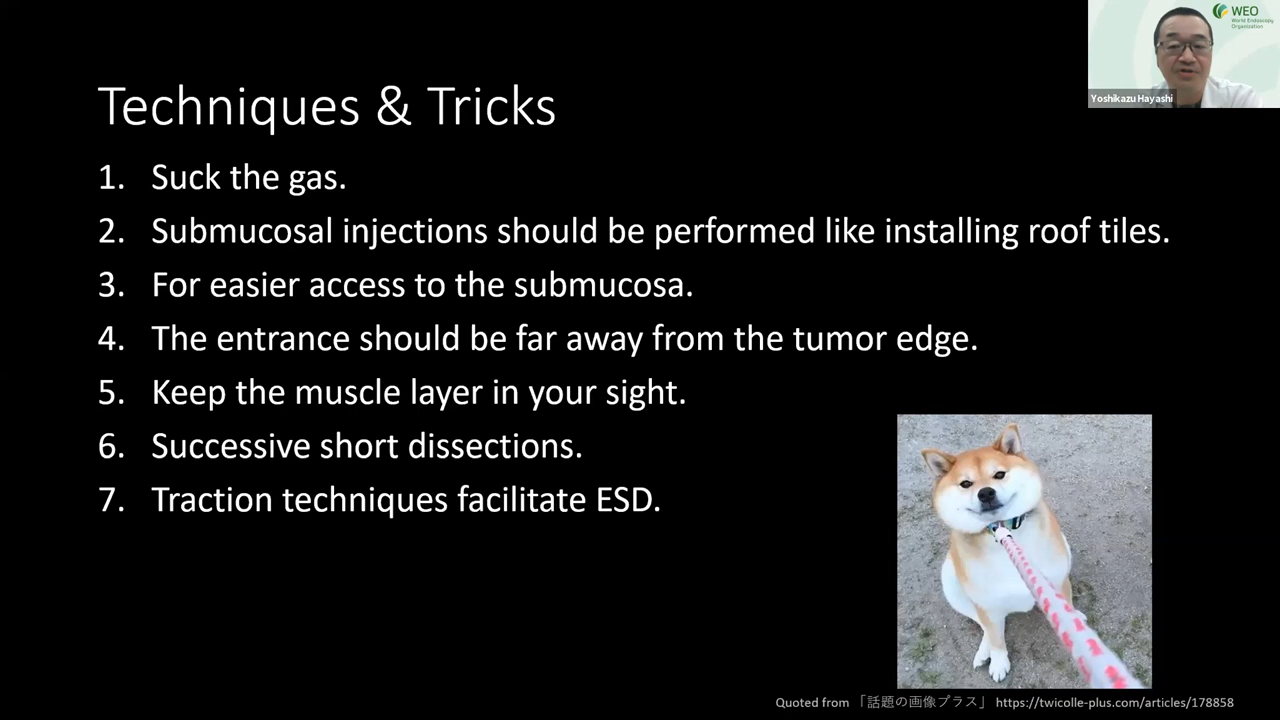 WEO
World Endoscopy
Organization
Yoshikazu Hayashi
Techniques & Tricks
1. Suck the gas.
2. Submucosal injections should be performed like installing roof tiles.
3. For easier access to the submucosa.
4. The entrance should be far away from the tumor edge.
5. Keep the muscle layer in your sight.
6. Successive short dissections.
7. Traction techniques facilitate ESD.
Quoted from 「話題の画像プラス」 https://twicolle-plus.com/articles/178858